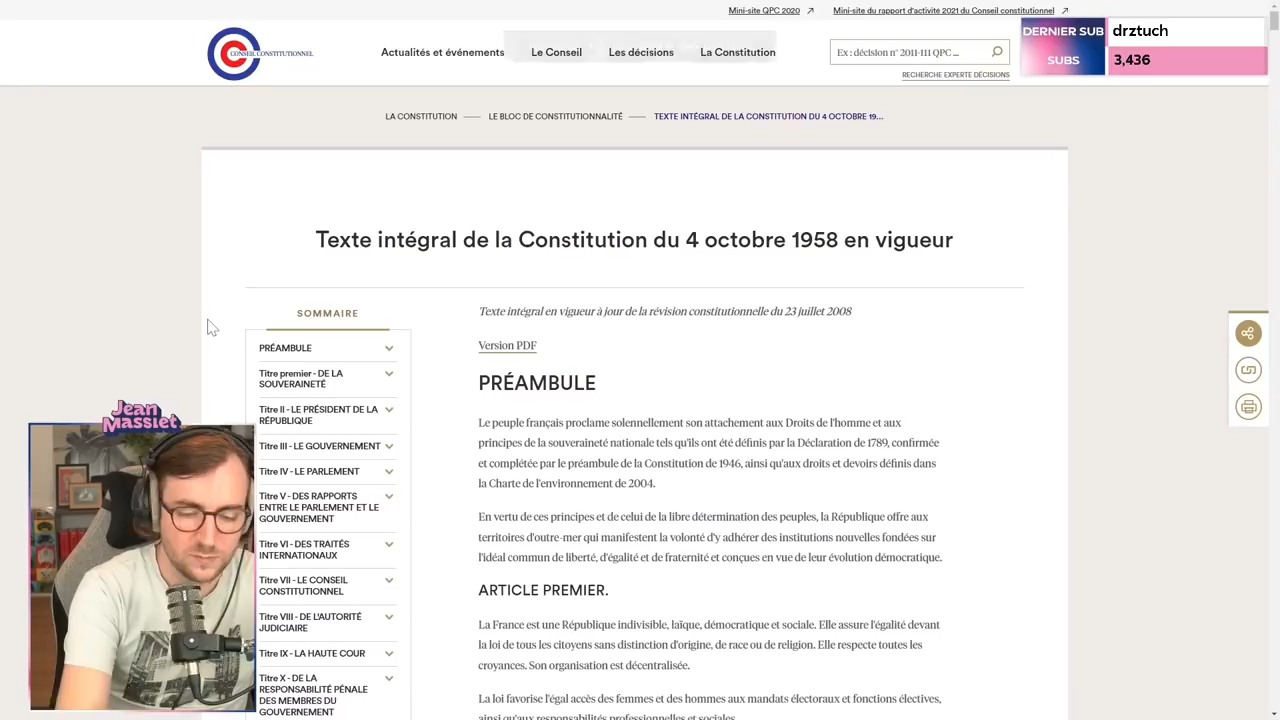 Mini-site QPC 2020
Mini-site du rapport d'activité 2021 du Conseil constitutionnel
CONSEIL CONSTITUTIONNEL
Actualités et événements
Le Conseil
Les décisions
La Constitution
Ex : décision n° 2011-111 QPC ...
RECHERCHE EXPERTE DÉCISIONS
DERNIER SUB
drztuch
SUBS
3,436
LA CONSTITUTION
LE BLOC DE CONSTITUTIONNALITÉ
TEXTE INTÉGRAL DE LA CONSTITUTION DU 4 OCTOBRE 19...
Texte intégral de la Constitution du 4 octobre 1958 en vigueur
SOMMAIRE
PRÉAMBULE
Titre premier - DE LA
SOUVERAINETÉ
Titre II - LE PRÉSIDENT DE LA
RÉPUBLIQUE
Titre III - LE GOUVERNEMENT
Titre IV - LE PARLEMENT
Titre V - DES RAPPORTS
ENTRE LE PARLEMENT ET LE
GOUVERNEMENT
Titre VI - DES TRAITÉS
INTERNATIONAUX
Titre VII - LE CONSEIL
CONSTITUTIONNEL
Titre VIII - DE L'AUTORITÉ
JUDICIAIRE
Titre IX - LA HAUTE COUR
Titre X - DE LA
RESPONSABILITÉ PÉNALE
DES MEMBRES DU
GOUVERNEMENT
Texte intégral en vigueur à jour de la révision constitutionnelle du 23 juillet 2008
Version PDF
PRÉAMBULE
Le peuple français proclame solennellement son attachement aux Droits de l'homme et aux
principes de la souveraineté nationale tels qu'ils ont été définis par la Déclaration de 1789, confirmée
et complétée par le préambule de la Constitution de 1946, ainsi qu'aux droits et devoirs définis dans
la Charte de l'environnement de 2004.
En vertu de ces principes et de celui de la libre détermination des peuples, la République offre aux
territoires d'outre-mer qui manifestent la volonté d'y adhérer des institutions nouvelles fondées sur
l'idéal commun de liberté, d'égalité et de fraternité et conçues en vue de leur évolution démocratique.
ARTICLE PREMIER.
La France est une République indivisible, laïque, démocratique et sociale. Elle assure l'égalité devant
la loi de tous les citoyens sans distinction d'origine, de race ou de religion. Elle respecte toutes les
croyances. Son organisation est décentralisée.
La loi favorise l'égal accès des femmes et des hommes aux mandats électoraux et fonctions électives,
ainsi qu'aux responsabilités professionnelles et sociales.
Jean
Massiet